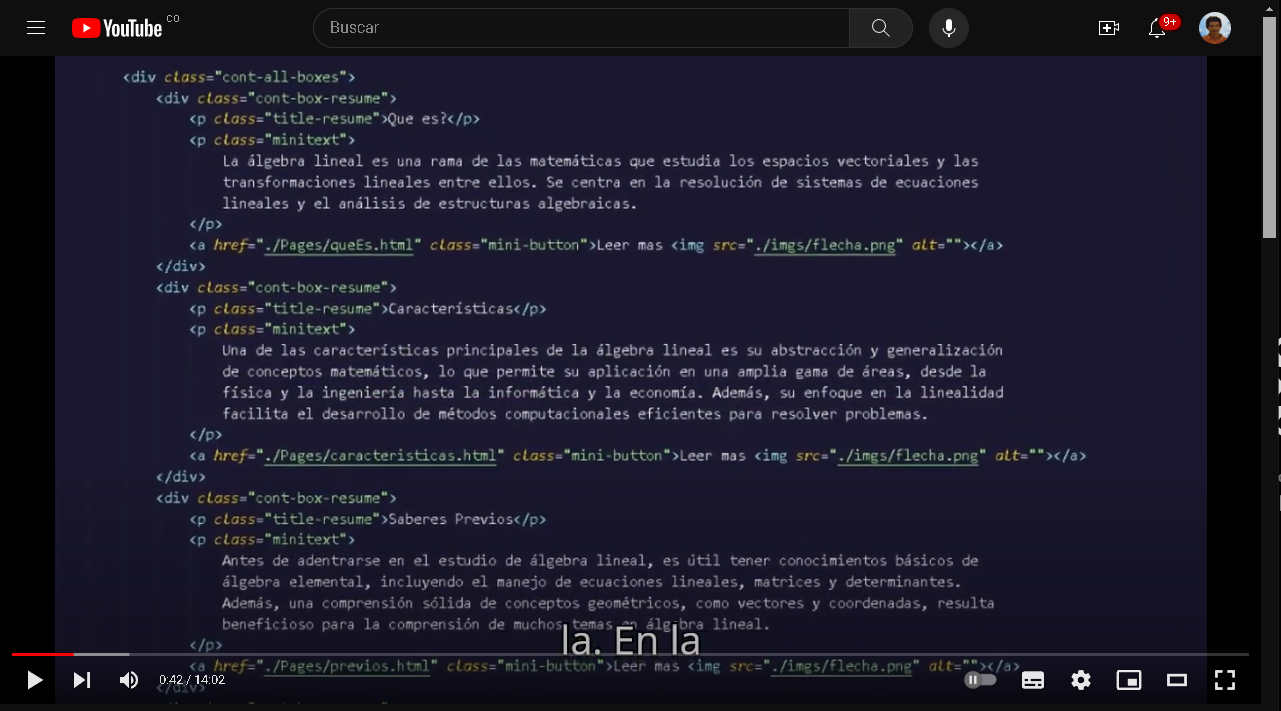 YouTube CO
Buscar
9+
<div class="cont-all-boxes">
<div class="cont-box-resume">
<p class="title-resume">Que es?</p>
<p class="minitext">
La álgebra lineal es una rama de las matemáticas que estudia los espacios vectoriales y las
transformaciones lineales entre ellos. Se centra en la resolución de sistemas de ecuaciones
lineales y el análisis de estructuras algebraicas.
</p>
<a href="./Pages/queEs.html" class="mini-button">Leer mas <img src="./imgs/flecha.png" alt=""></a>
</div>
<div class="cont-box-resume">
<p class="title-resume">Características</p>
<p class="minitext">
Una de las características principales de la álgebra lineal es su abstracción y generalización
de conceptos matemáticos, lo que permite su aplicación en una amplia gama de áreas, desde la
física y la ingeniería hasta la informática y la economía. Además, su enfoque en la linealidad
facilita el desarrollo de métodos computacionales eficientes para resolver problemas.
</p>
<a href="./Pages/caracteristicas.html" class="mini-button">Leer mas <img src="./imgs/flecha.png" alt=""></a>
</div>
<div class="cont-box-resume">
<p class="title-resume">Saberes Previos</p>
<p class="minitext">
Antes de adentrarse en el estudio de álgebra lineal, es útil tener conocimientos básicos de
álgebra elemental, incluyendo el manejo de ecuaciones lineales, matrices y determinantes.
Además, una comprensión sólida de conceptos geométricos, como vectores y coordenadas, resulta
beneficioso para la comprensión de muchos temas en álgebra lineal.
la. En la
</p>
<a href="./Pages/previos.html" class="mini-button">Leer mas <img src="./imgs/flecha.png" alt=""></a>
0:42 / 14:02
</div>